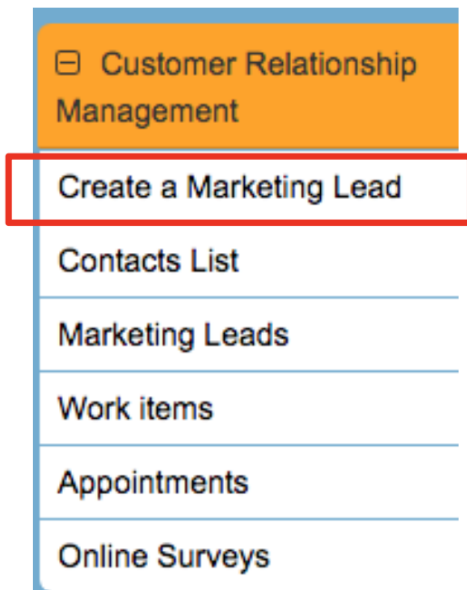 Customer Relationship
Management
Create a Marketing Lead
Contacts List
Marketing Leads
Work items
Appointments
Online Surveys